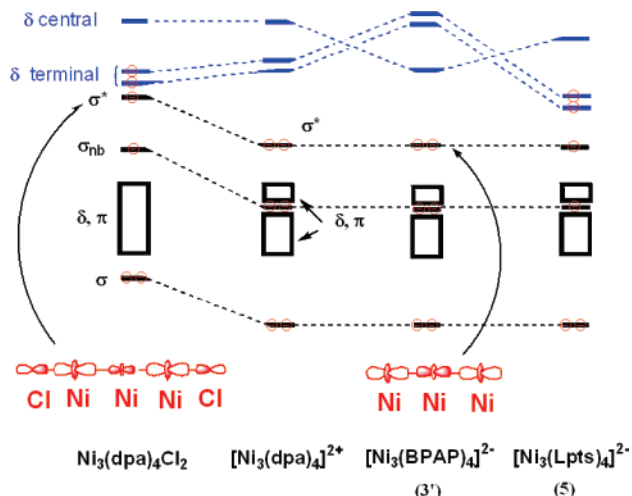 δ central
δ terminal
σ*
σ*
σnb
δ, π
δ, π
σ
Cl Ni Ni Ni Cl
Ni Ni Ni
Ni₃(dpa)₄Cl₂ [Ni₃(dpa)₄]²⁺ [Ni₃(BPAP)₄]²⁻ [Ni₃(Lpts)₄]²⁻
(3') (5)